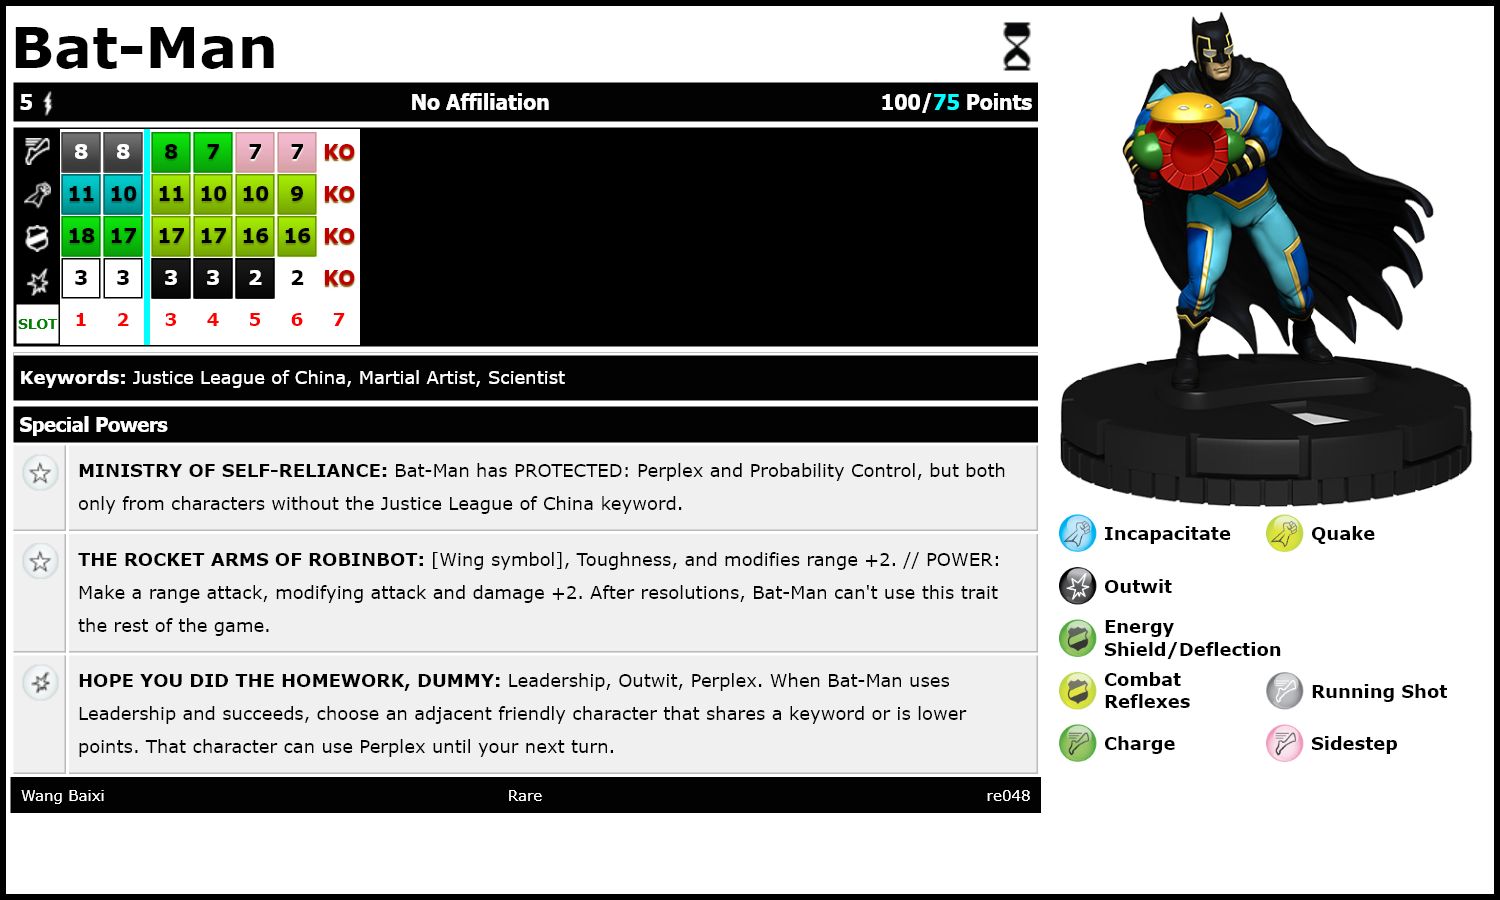 Bat-Man
5 No Affiliation 100/75 Points
8 8 8 7 7 7 KO
11 10 11 10 10 9 KO
18 17 17 17 16 16 KO
3 3 3 3 2 2 KO
SLOT 1 2 3 4 5 6 7
Keywords: Justice League of China, Martial Artist, Scientist
Special Powers
MINISTRY OF SELF-RELIANCE: Bat-Man has PROTECTED: Perplex and Probability Control, but both
only from characters without the Justice League of China keyword.
THE ROCKET ARMS OF ROBINBOT: [Wing symbol], Toughness, and modifies range +2. // POWER:
Make a range attack, modifying attack and damage +2. After resolutions, Bat-Man can't use this trait
the rest of the game.
HOPE YOU DID THE HOMEWORK, DUMMY: Leadership, Outwit, Perplex. When Bat-Man uses
Leadership and succeeds, choose an adjacent friendly character that shares a keyword or is lower
points. That character can use Perplex until your next turn.
Wang Baixi Rare re048
Incapacitate Quake
Outwit
Energy
Shield/Deflection
Combat
Reflexes
Running Shot
Charge Sidestep